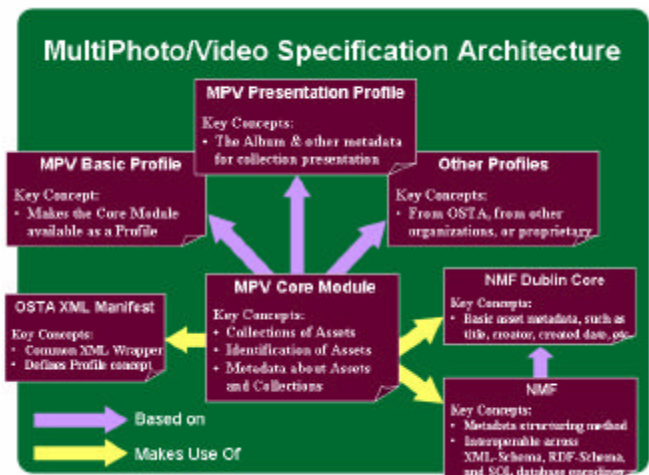 MultiPhoto/Video Specification Architecture
MPV Presentation Profile
Key Concepts:
• The Album & other metadata
for collection presentation
MPV Basic Profile
Key Concept:
• Makes the Core Module
available as a Profile
Other Profiles
Key Concepts:
• From OSTA, from other
organizations, or proprietary
MPV Core Module
Key Concepts:
• Collections of Assets
• Identification of Assets
• Metadata about Assets
and Collections
NMF Dublin Core
Key Concepts:
• Basic asset metadata, such as
title, creator, created date, etc.
OSTA XML Manifest
Key Concepts:
• Common XML Wrapper
• Defines Profile concept
NMF
Key Concepts:
• Metadata structuring method
• Interoperable across
XML-Schema, RDF-Schema,
and SQL database encodings
Based on
Makes Use Of